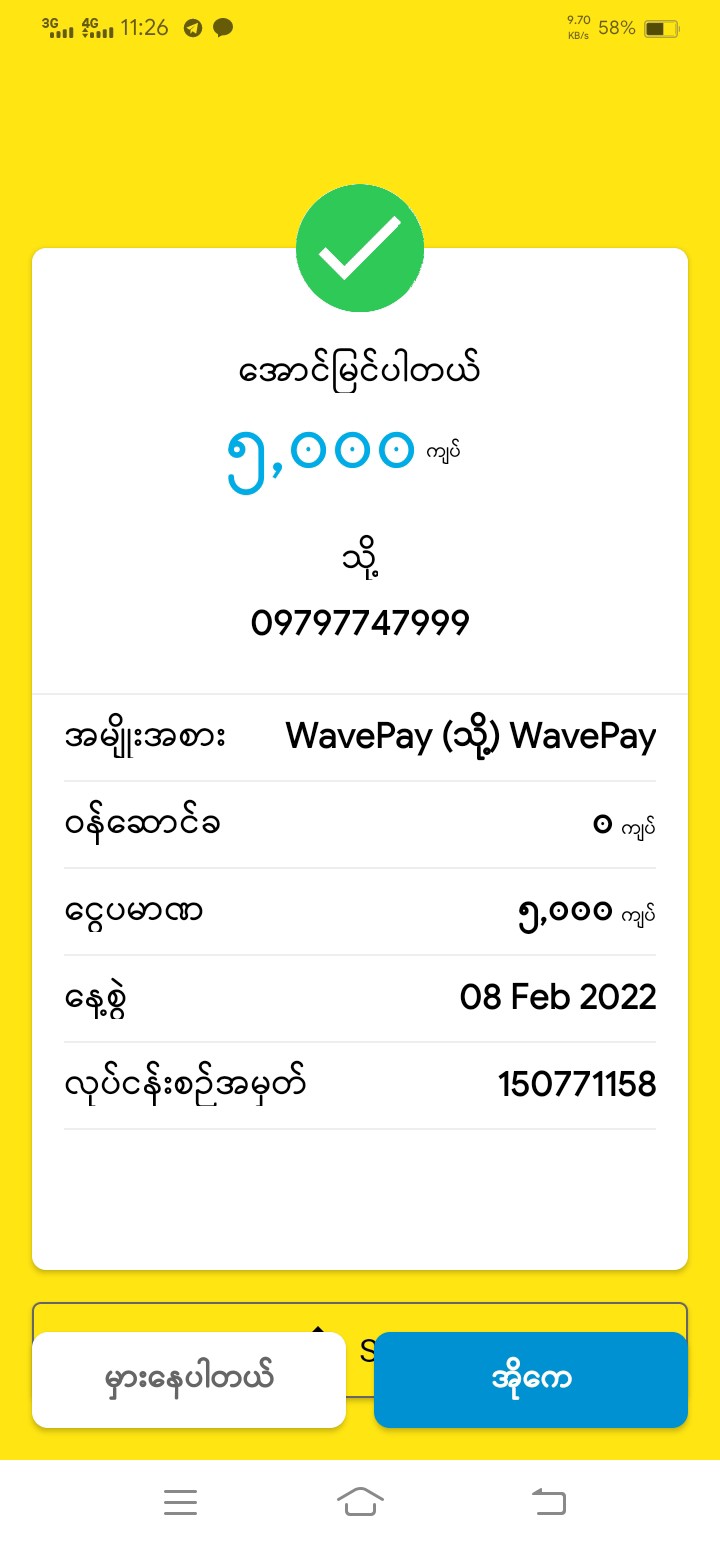 3G 4G 11:26 9.70 KB/s 58%
အောင်မြင်ပါတယ်
၅,၀၀၀ ကျပ်
သို့
09797747999
အမျိုးအစား WavePay (သို့) WavePay
ဝန်ဆောင်ခ ၀ ကျပ်
ငွေပမာဏ ၅,၀၀၀ ကျပ်
နေ့စွဲ 08 Feb 2022
လုပ်ငန်းစဉ်အမှတ် 150771158
မှားနေပါတယ် အိုကေ